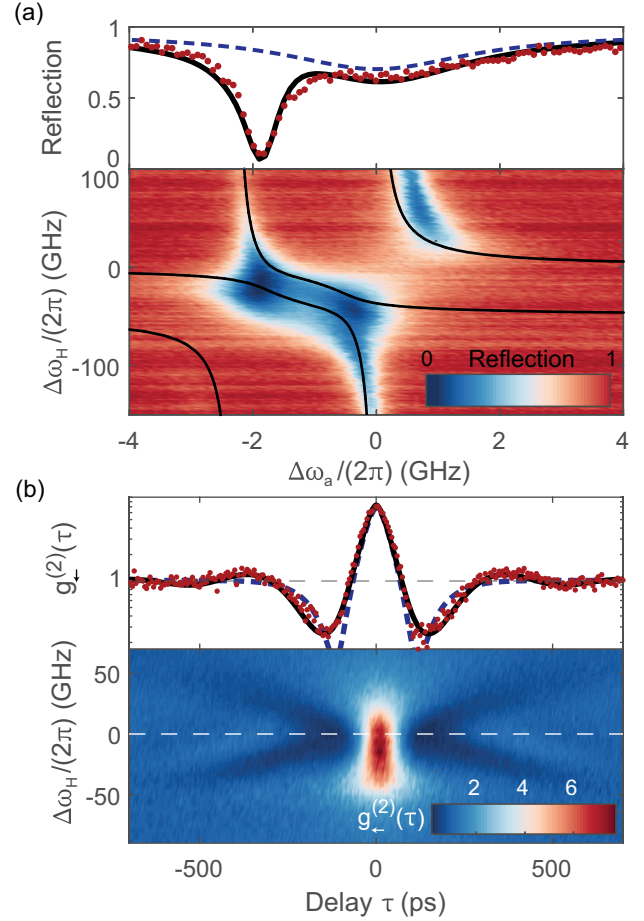 (a)
1
0.5
0
Reflection
100
0
-100
Δω_H/(2π) (GHz)
0 Reflection 1
-4 -2 0 2 4
Δω_a/(2π) (GHz)
(b)
1
g_←^(2)(τ)
50
0
-50
Δω_H/(2π) (GHz)
2 4 6
g_←^(2)(τ)
-500 0 500
Delay τ (ps)